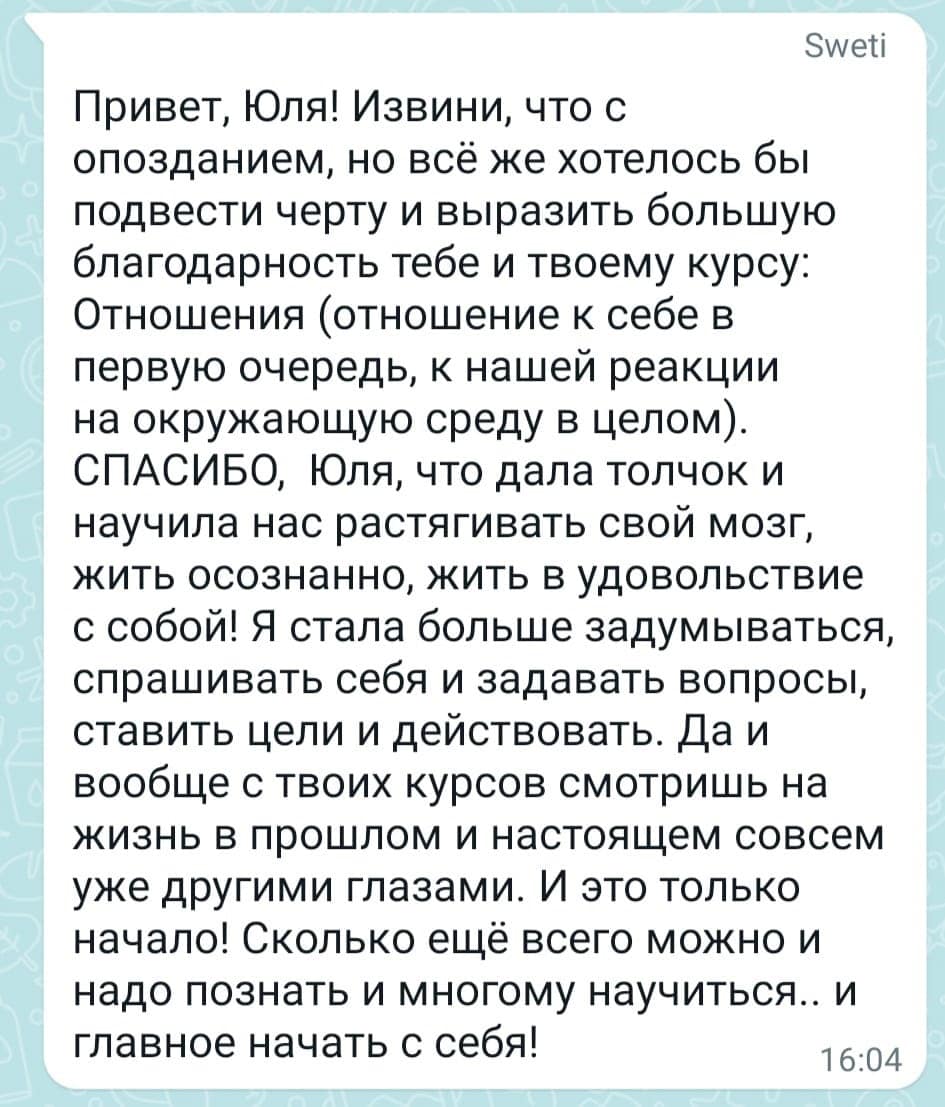 Sweti
Привет, Юля! Извини, что с
опозданием, но всё же хотелось бы
подвести черту и выразить большую
благодарность тебе и твоему курсу:
Отношения (отношение к себе в
первую очередь, к нашей реакции
на окружающую среду в целом).
СПАСИБО,  Юля, что дала толчок и
научила нас растягивать свой мозг,
жить осознанно, жить в удовольствие
с собой! Я стала больше задумываться,
спрашивать себя и задавать вопросы,
ставить цели и действовать. Да и
вообще с твоих курсов смотришь на
жизнь в прошлом и настоящем совсем
уже другими глазами. И это только
начало! Сколько ещё всего можно и
надо познать и многому научиться.. и
главное начать с себя!
16:04